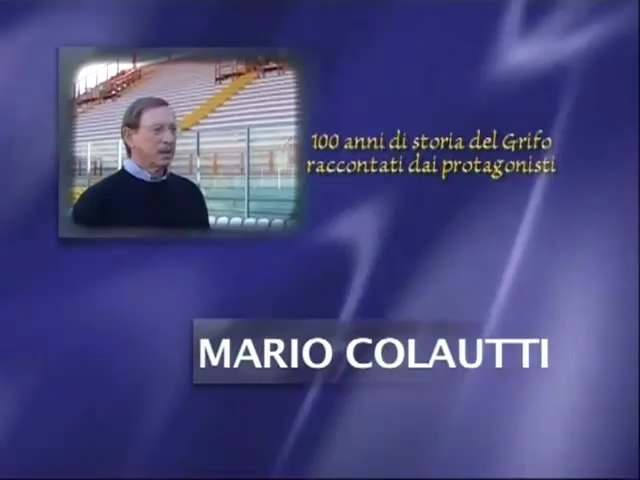 100 anni di storia del Grifo
raccontati dai protagonisti
MARIO COLAUTTI